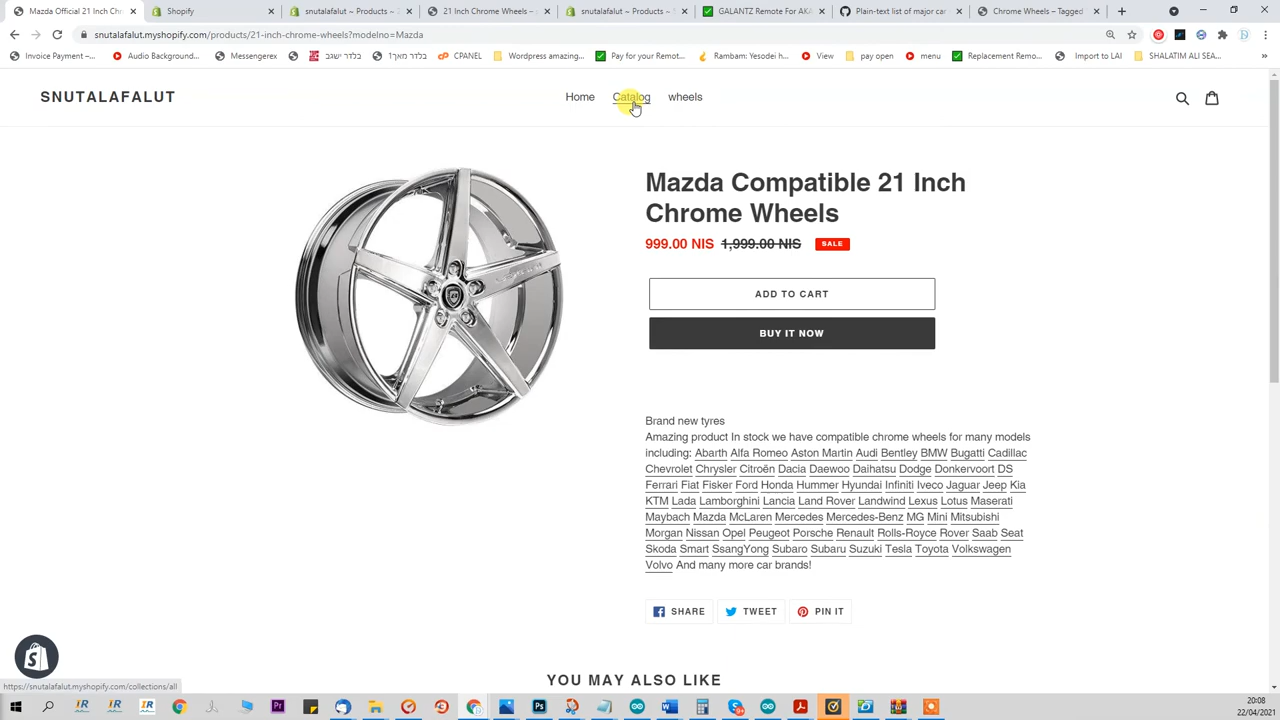 Mazda Official 21 Inch C
Shopify
snutalafalut ~ Products ~ S
21 Inch Chrome Wheels –
snutalafalut ~ Products ~ M
GALANTZ Remote For AKA
Plain-text list of major car
Chrome Wheels – Tagged
snutalafalut.myshopify.com/products/21-inch-chrome-wheels?modelno=Mazda
Invoice Payment –...
Audio Background...
Messengerex
בלדר ישגב
בלדר מאן1
CPANEL
Wordpress amazing...
Pay for your Remot...
Rambam: Yesodei h...
View
pay open
menu
Replacement Remo...
Import to LAI
SHALATIM ALI SEA...
»
SNUTALAFALUT
Home
Catalog
wheels
Mazda Compatible 21 Inch
Chrome Wheels
999.00 NIS 1,999.00 NIS SALE
ADD TO CART
BUY IT NOW
Brand new tyres
Amazing product In stock we have compatible chrome wheels for many models
including: Abarth Alfa Romeo Aston Martin Audi Bentley BMW Bugatti Cadillac
Chevrolet Chrysler Citroën Dacia Daewoo Daihatsu Dodge Donkervoort DS
Ferrari Fiat Fisker Ford Honda Hummer Hyundai Infiniti Iveco Jaguar Jeep Kia
KTM Lada Lamborghini Lancia Land Rover Landwind Lexus Lotus Maserati
Maybach Mazda McLaren Mercedes Mercedes-Benz MG Mini Mitsubishi
Morgan Nissan Opel Peugeot Porsche Renault Rolls-Royce Rover Saab Seat
Skoda Smart SsangYong Subaro Subaru Suzuki Tesla Toyota Volkswagen
Volvo And many more car brands!
SHARE
TWEET
PIN IT
YOU MAY ALSO LIKE
https://snutalafalut.myshopify.com/collections/all
20:08
22/04/2021